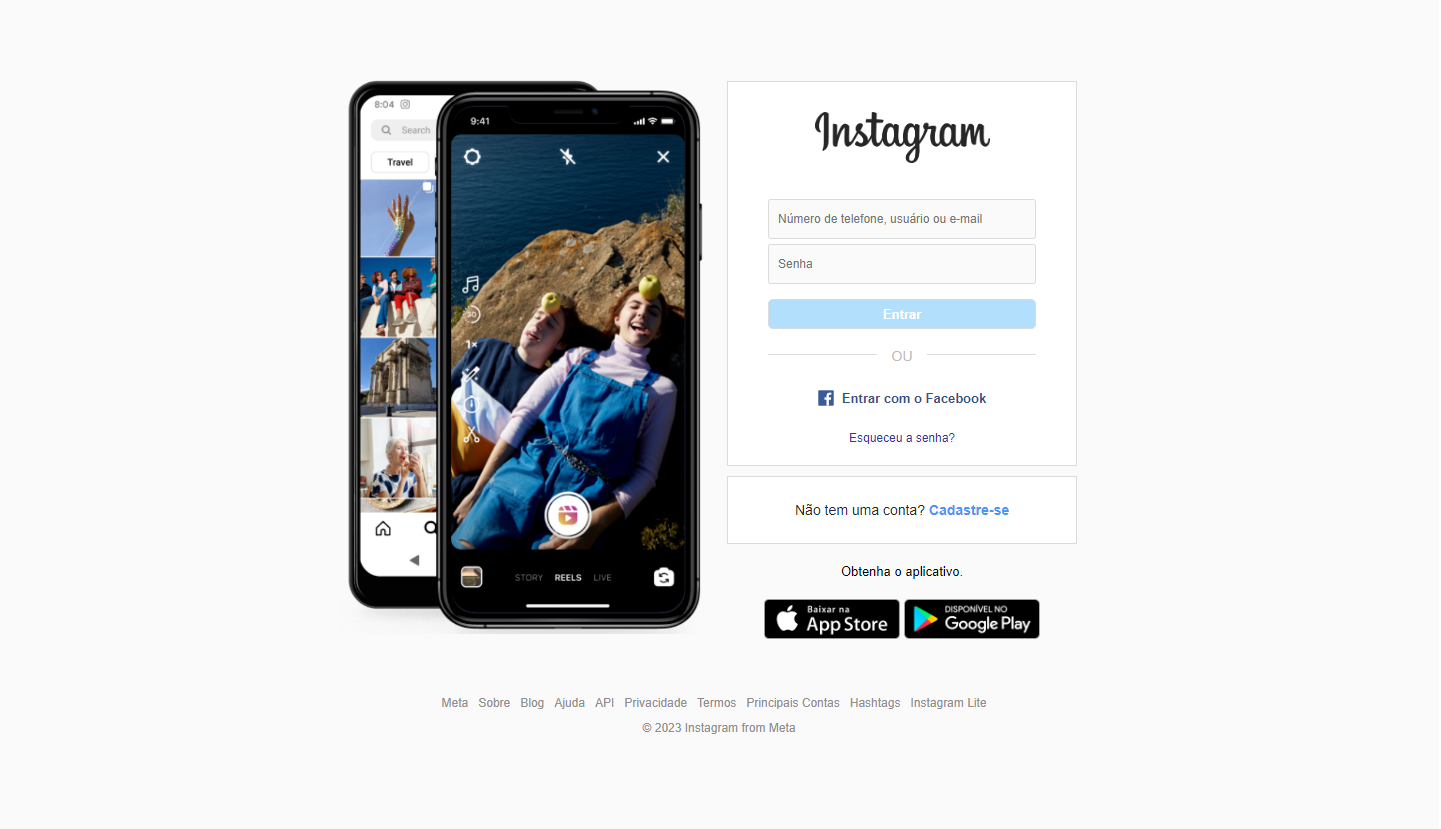 8:04
Search
Travel
9:41
30
1x
STORY REELS LIVE
Instagram
Número de telefone, usuário ou e-mail
Senha
Entrar
OU
Entrar com o Facebook
Esqueceu a senha?
Não tem uma conta? Cadastre-se
Obtenha o aplicativo.
Baixar na
App Store
DISPONÍVEL NO
Google Play
Meta Sobre Blog Ajuda API Privacidade Termos Principais Contas Hashtags Instagram Lite
© 2023 Instagram from Meta